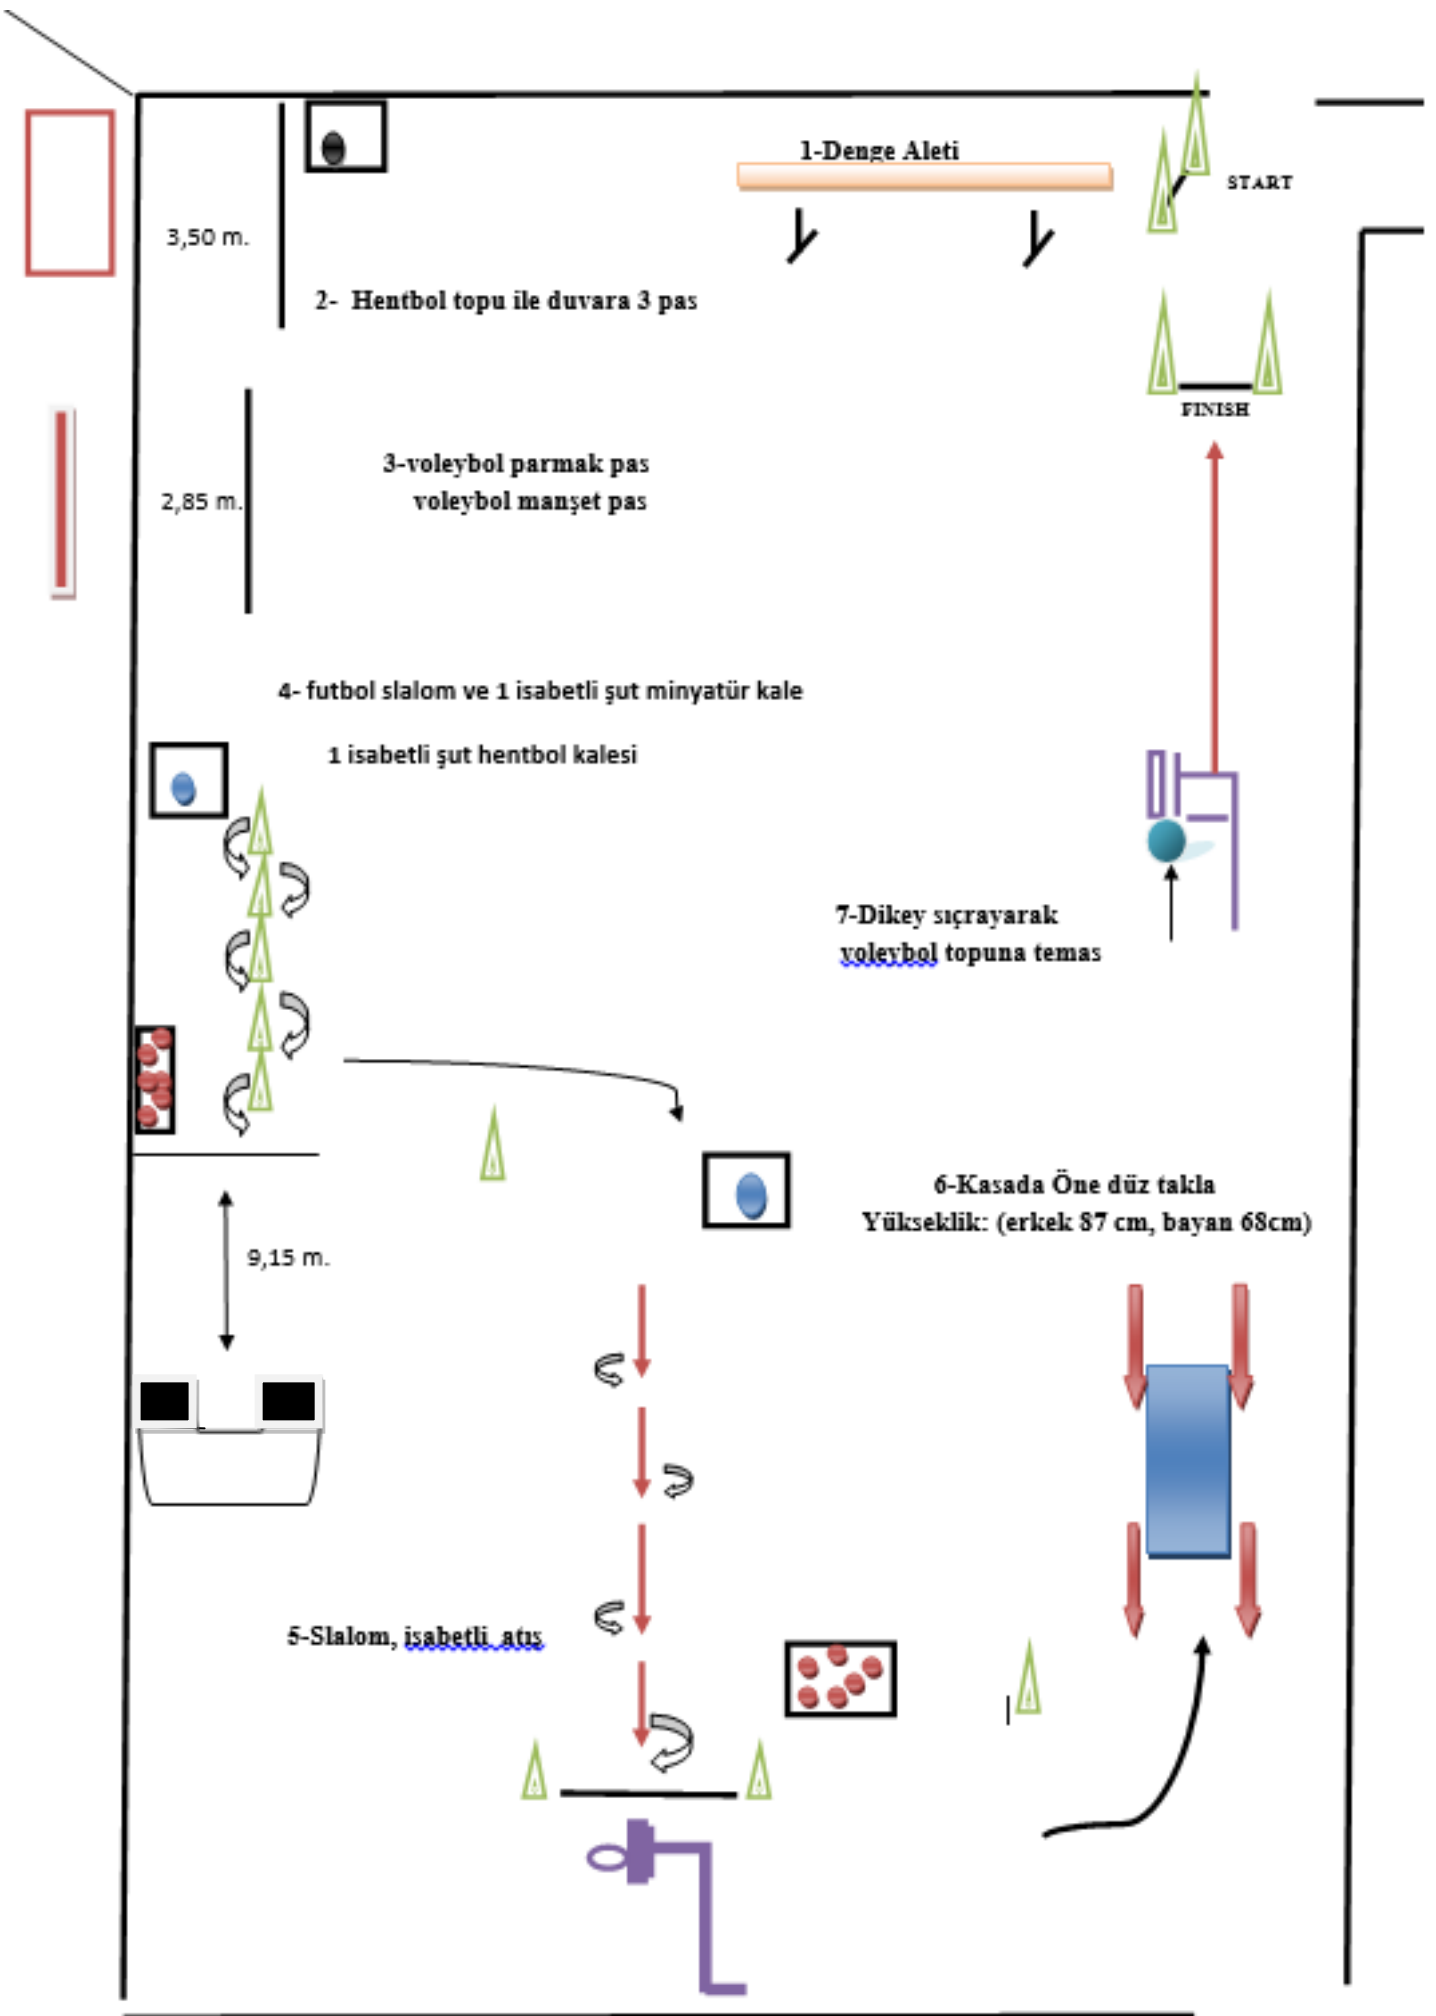 1-Denge Aleti
START
3,50 m.
2- Hentbol topu ile duvara 3 pas
FINISH
3-voleybol parmak pas
voleybol manşet pas
2,85 m.
4- futbol slalom ve 1 isabetli şut minyatür kale
1 isabetli şut hentbol kalesi
7-Dikey sıçrayarak
voleybol topuna temas
6-Kasada Öne düz takla
Yükseklik: (erkek 87 cm, bayan 68cm)
9,15 m.
5-Slalom, isabetli atış